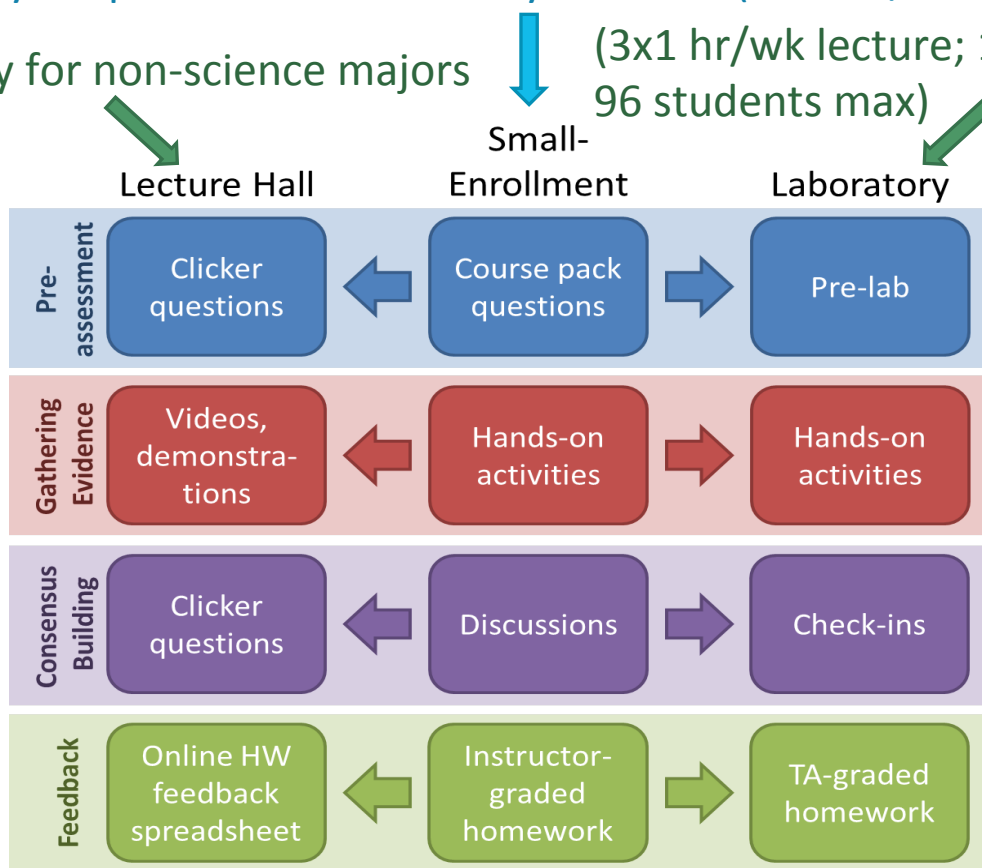 (3x1 hr/wk lecture;
y for non-science majors
96 students max)
Small-
Enrollment
Lecture Hall
Laboratory
Pre-
assessment
Clicker
questions
Course pack
questions
Pre-lab
Gathering
Evidence
Videos,
demonstra-
tions
Hands-on
activities
Hands-on
activities
Consensus
Building
Clicker
questions
Discussions
Check-ins
Feedback
Online HW
feedback
spreadsheet
Instructor-
graded
homework
TA-graded
homework